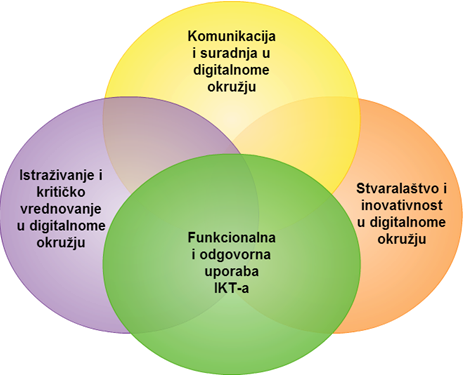 Komunikacija
i suradnja u
digitalnome
okružju
Istraživanje i
kritičko
vrednovanje
u digitalnome
okružju
Stvaralaštvo i
inovativnost
u digitalnome
okružju
Funkcionalna
i odgovorna
uporaba
IKT-a